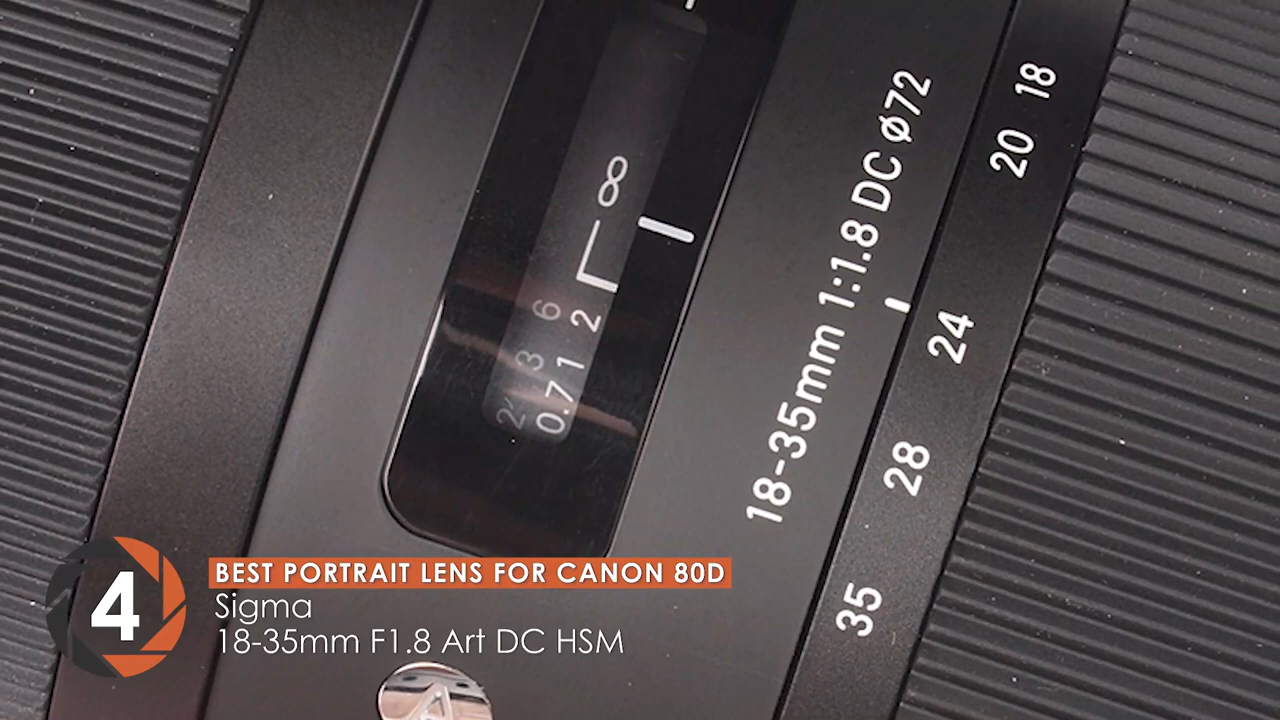 ∞
6
2
3
1
2
0.7
18-35mm 1:1.8 DC ø72
18
20
24
28
35
4
BEST PORTRAIT LENS FOR CANON 80D
Sigma
18-35mm F1.8 Art DC HSM
A